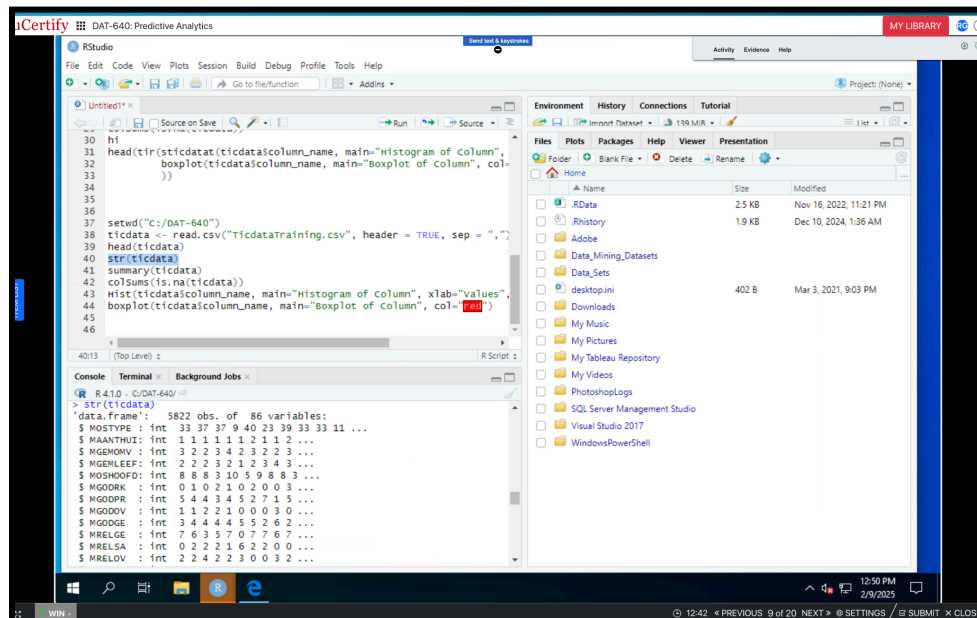 uCertify DAT-640: Predictive Analytics MY LIBRARY RG
RStudio Send text & keystrokes Activity Evidence Help
File Edit Code View Plots Session Build Debug Profile Tools Help
Go to file/function Addins Project: (None)
Untitled1*
Source on Save Run Source
30 hi
31 head(tir(sticdatat(ticdata$column_name, main="Histogram of Column",
32 boxplot(ticdata$column_name, main="Boxplot of Column", col=
33 ))
34
35
36
37 setwd("C:/DAT-640")
38 ticdata <- read.csv("TicdataTraining.csv", header = TRUE, sep = ",")
39 head(ticdata)
40 str(ticdata)
41 summary(ticdata)
42 colSums(is.na(ticdata))
43 Hist(ticdata$column_name, main="Histogram of Column", xlab="Values",
44 boxplot(ticdata$column_name, main="Boxplot of Column", col="red")
45
46
40:13 (Top Level) R Script
Console Terminal Background Jobs
R 4.1.0 · C:/DAT-640/
> str(ticdata)
'data.frame': 5822 obs. of 86 variables:
$ MOSTYPE : int 33 37 37 9 40 23 39 33 33 11 ...
$ MAANTHUI: int 1 1 1 1 1 1 2 1 1 2 ...
$ MGEMOMV : int 3 2 2 3 4 2 3 2 2 3 ...
$ MGEMLEEF: int 2 2 2 3 2 1 2 3 4 3 ...
$ MOSHOOFD: int 8 8 8 3 10 5 9 8 8 3 ...
$ MGODRK : int 0 1 0 2 1 0 2 0 0 3 ...
$ MGODPR : int 5 4 4 3 4 5 2 7 1 5 ...
$ MGODOV : int 1 1 2 2 1 0 0 0 3 0 ...
$ MGODGE : int 3 4 4 4 4 5 5 2 6 2 ...
$ MRELGE : int 7 6 3 5 7 0 7 7 6 7 ...
$ MRELSA : int 0 2 2 2 1 6 2 2 0 0 ...
$ MRELOV : int 2 2 4 2 2 3 0 0 3 2 ...
Environment History Connections Tutorial
Import Dataset 139 MiB List
Files Plots Packages Help Viewer Presentation
Folder Blank File Delete Rename
Home
Name Size Modified
.RData 2.5 KB Nov 16, 2022, 11:21 PM
.Rhistory 1.9 KB Dec 10, 2024, 1:36 AM
Adobe
Data_Mining_Datasets
Data_Sets
desktop.ini 402 B Mar 3, 2021, 9:03 PM
Downloads
My Music
My Pictures
My Tableau Repository
My Videos
PhotoshopLogs
SQL Server Management Studio
Visual Studio 2017
WindowsPowerShell
12:50 PM
2/9/2025
WIN 12:42 « PREVIOUS 9 of 20 NEXT » SETTINGS / SUBMIT × CLOS